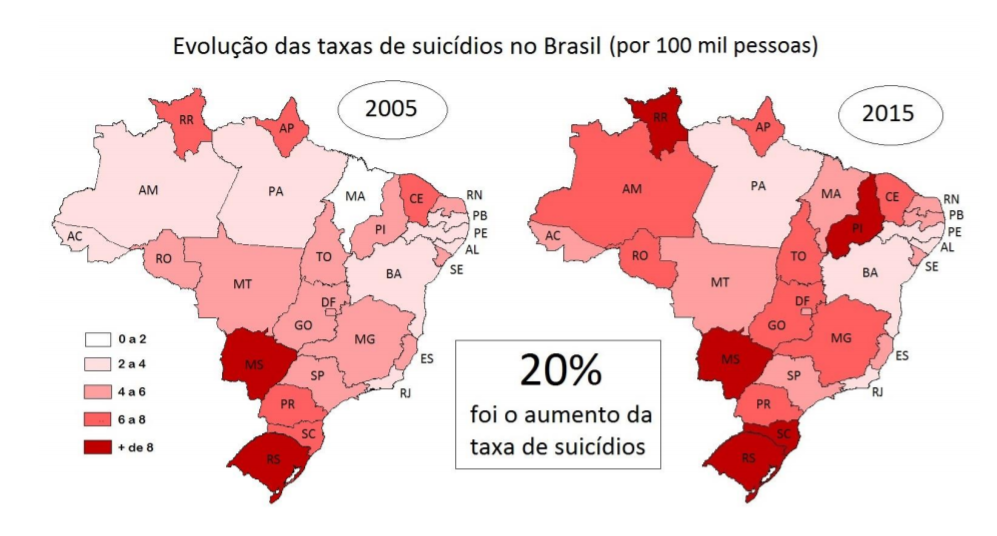 Evolução das taxas de suicídios no Brasil (por 100 mil pessoas)
2005
RR
AP
AM
PA
MA
CE
RN
PB
PE
AL
SE
PI
AC
RO
TO
BA
MT
DF
GO
MG
ES
MS
SP
RJ
PR
SC
RS
0 a 2
2 a 4
4 a 6
6 a 8
+ de 8
20%
foi o aumento da
taxa de suicídios
2015
RR
AP
AM
PA
MA
CE
RN
PB
PE
AL
SE
PI
AC
RO
TO
BA
MT
DF
GO
MG
ES
MS
SP
RJ
PR
SC
RS